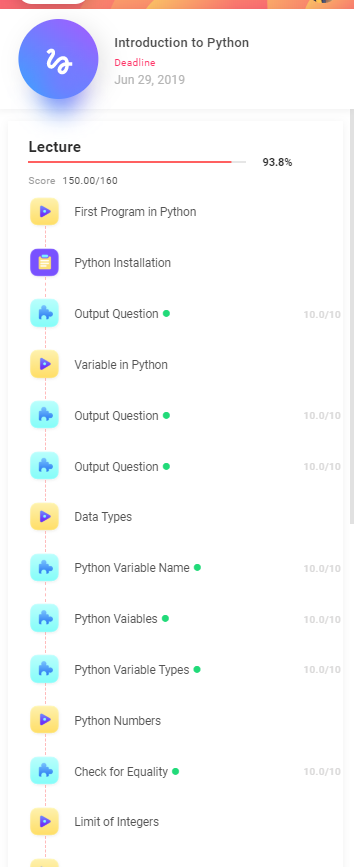 Introduction to Python
Deadline
Jun 29, 2019
Lecture
93.8%
Score 150.00/160
First Program in Python
Python Installation
Output Question 10.0/10
Variable in Python
Output Question 10.0/10
Output Question 10.0/10
Data Types
Python Variable Name 10.0/10
Python Vaiables 10.0/10
Python Variable Types 10.0/10
Python Numbers
Check for Equality 10.0/10
Limit of Integers